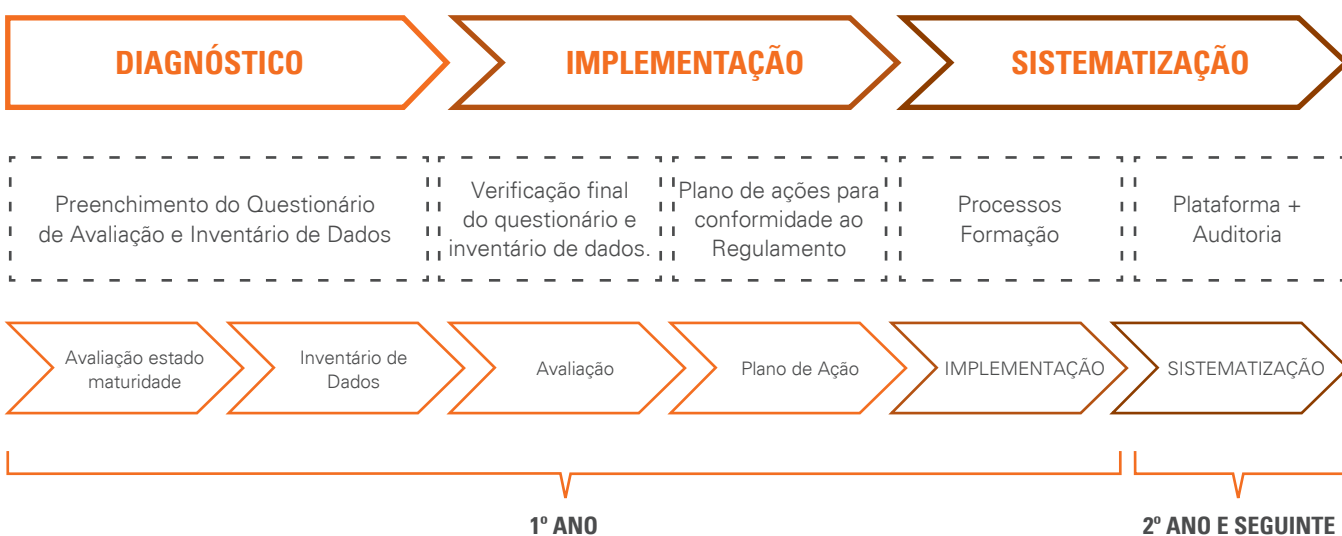 DIAGNÓSTICO
IMPLEMENTAÇÃO
SISTEMATIZAÇÃO
Preenchimento do Questionário
de Avaliação e Inventário de Dados
Verificação final
do questionário e
inventário de dados.
Plano de ações para
conformidade ao
Regulamento
Processos
Formação
Plataforma +
Auditoria
Avaliação estado
maturidade
Inventário de
Dados
Avaliação
Plano de Ação
IMPLEMENTAÇÃO
SISTEMATIZAÇÃO
1º ANO
2º ANO E SEGUINTE